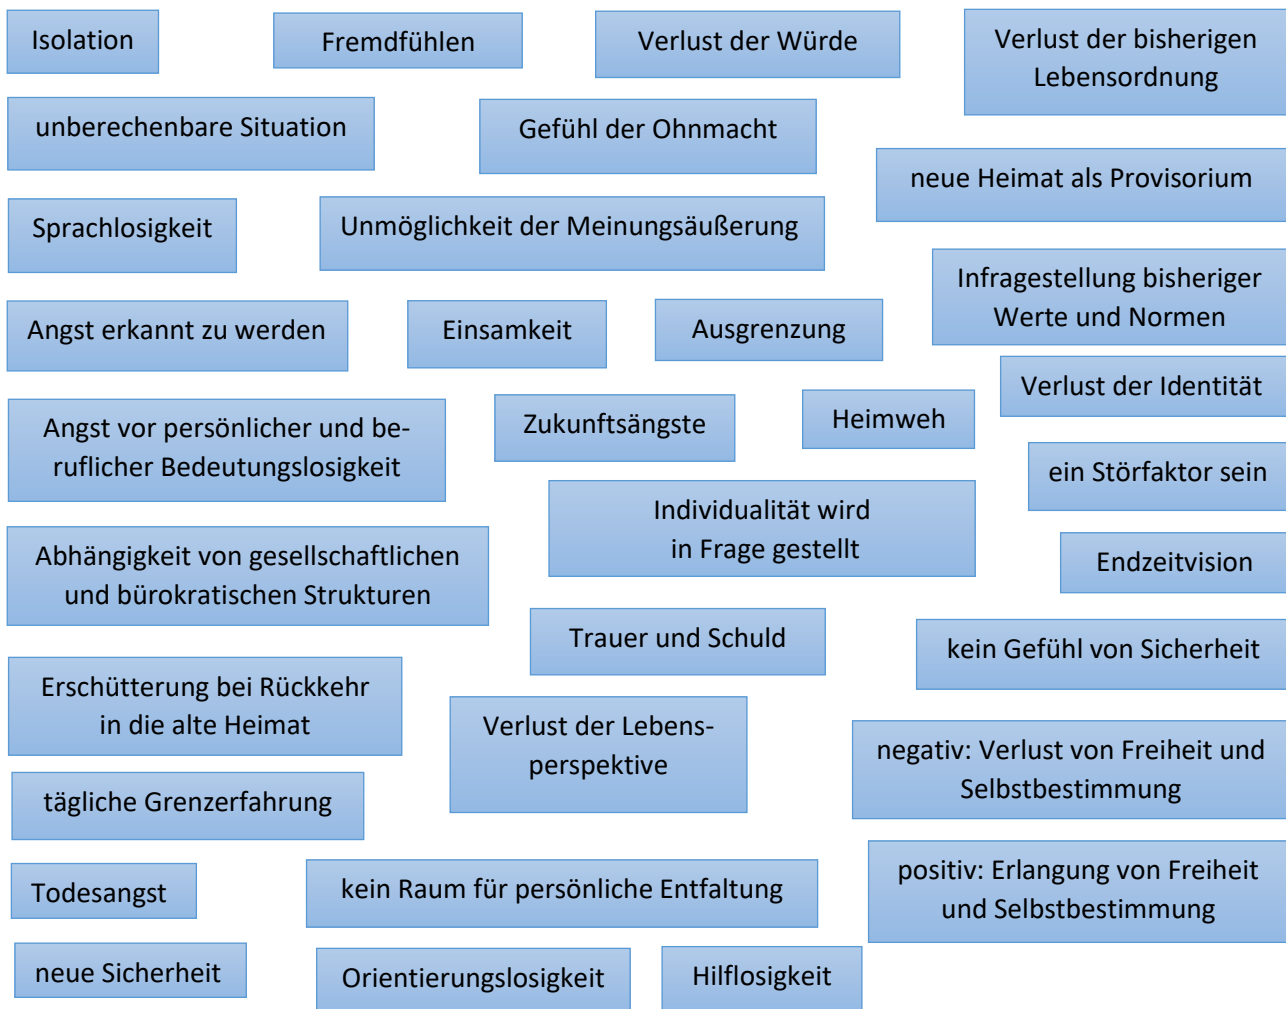 Isolation
Fremdfühlen
Verlust der Würde
Verlust der bisherigen
Lebensordnung
unberechenbare Situation
Gefühl der Ohnmacht
neue Heimat als Provisorium
Sprachlosigkeit
Unmöglichkeit der Meinungsäußerung
Infragestellung bisheriger
Werte und Normen
Angst erkannt zu werden
Einsamkeit
Ausgrenzung
Verlust der Identität
Angst vor persönlicher und be-
ruflicher Bedeutungslosigkeit
Zukunftsängste
Heimweh
ein Störfaktor sein
Individualität wird
in Frage gestellt
Abhängigkeit von gesellschaftlichen
und bürokratischen Strukturen
Endzeitvision
Trauer und Schuld
kein Gefühl von Sicherheit
Erschütterung bei Rückkehr
in die alte Heimat
Verlust der Lebens-
perspektive
negativ: Verlust von Freiheit und
Selbstbestimmung
tägliche Grenzerfahrung
Todesangst
kein Raum für persönliche Entfaltung
positiv: Erlangung von Freiheit
und Selbstbestimmung
neue Sicherheit
Orientierungslosigkeit
Hilflosigkeit